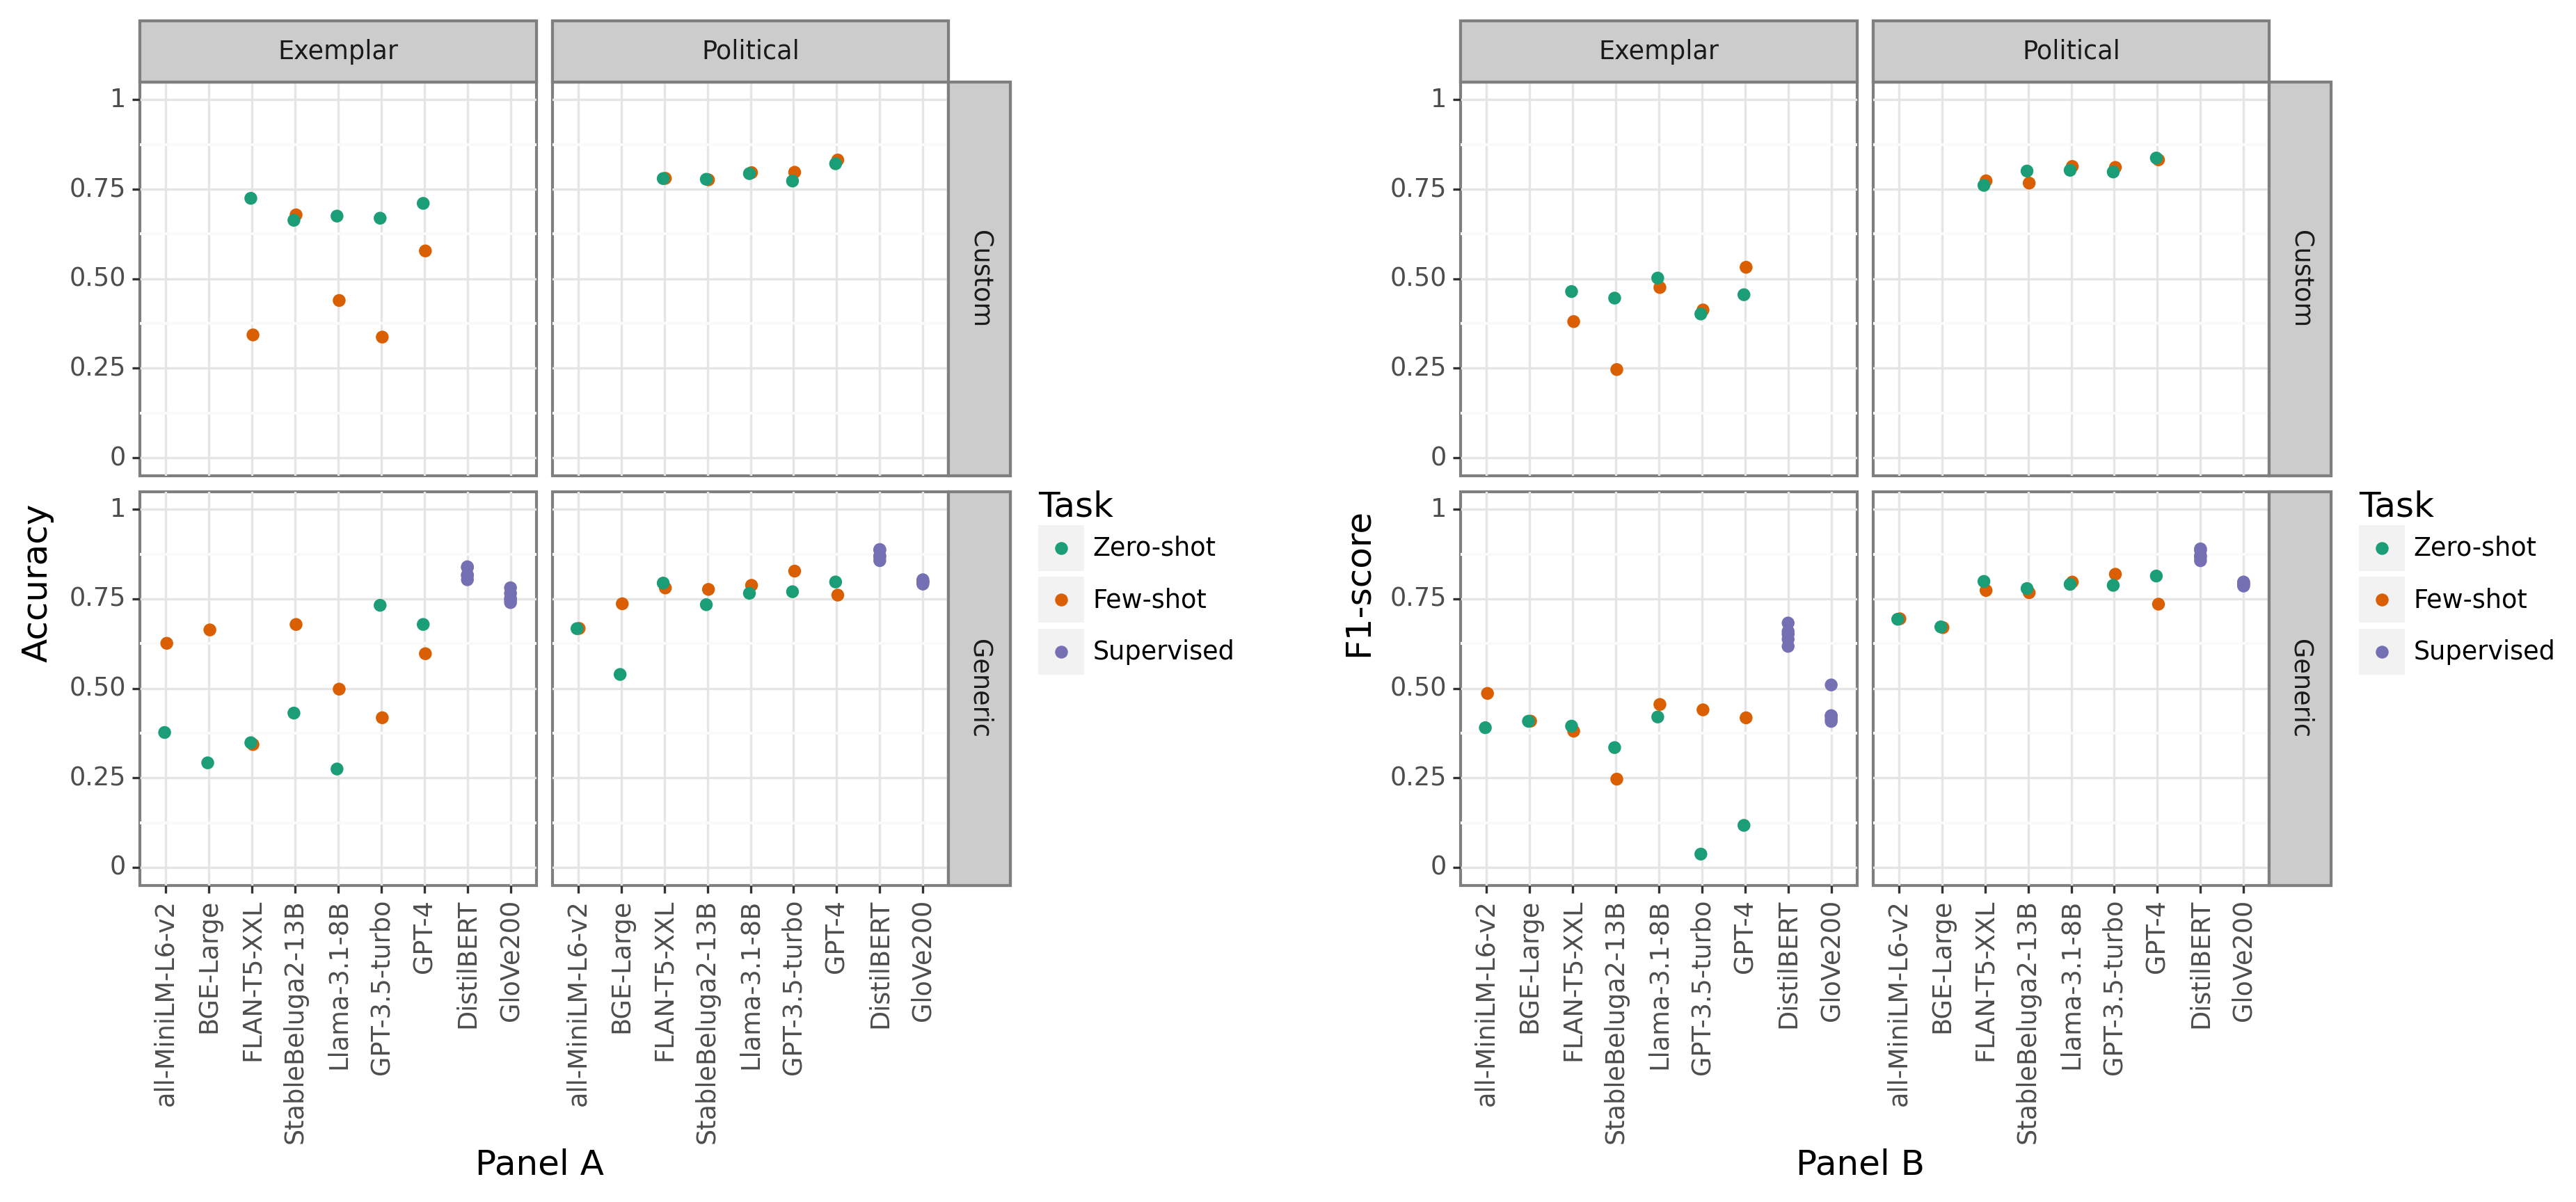 Exemplar
Political
Custom
Generic
Accuracy
1
0.75
0.50
0.25
0
1
0.75
0.50
0.25
0
all-MiniLM-L6-v2
BGE-Large
FLAN-T5-XXL
StableBeluga2-13B
Llama-3.1-8B
GPT-3.5-turbo
GPT-4
DistilBERT
GloVe200
all-MiniLM-L6-v2
BGE-Large
FLAN-T5-XXL
StableBeluga2-13B
Llama-3.1-8B
GPT-3.5-turbo
GPT-4
DistilBERT
GloVe200
Panel A
Task
Zero-shot
Few-shot
Supervised
Exemplar
Political
Custom
Generic
F1-score
1
0.75
0.50
0.25
0
1
0.75
0.50
0.25
0
all-MiniLM-L6-v2
BGE-Large
FLAN-T5-XXL
StableBeluga2-13B
Llama-3.1-8B
GPT-3.5-turbo
GPT-4
DistilBERT
GloVe200
all-MiniLM-L6-v2
BGE-Large
FLAN-T5-XXL
StableBeluga2-13B
Llama-3.1-8B
GPT-3.5-turbo
GPT-4
DistilBERT
GloVe200
Panel B
Task
Zero-shot
Few-shot
Supervised